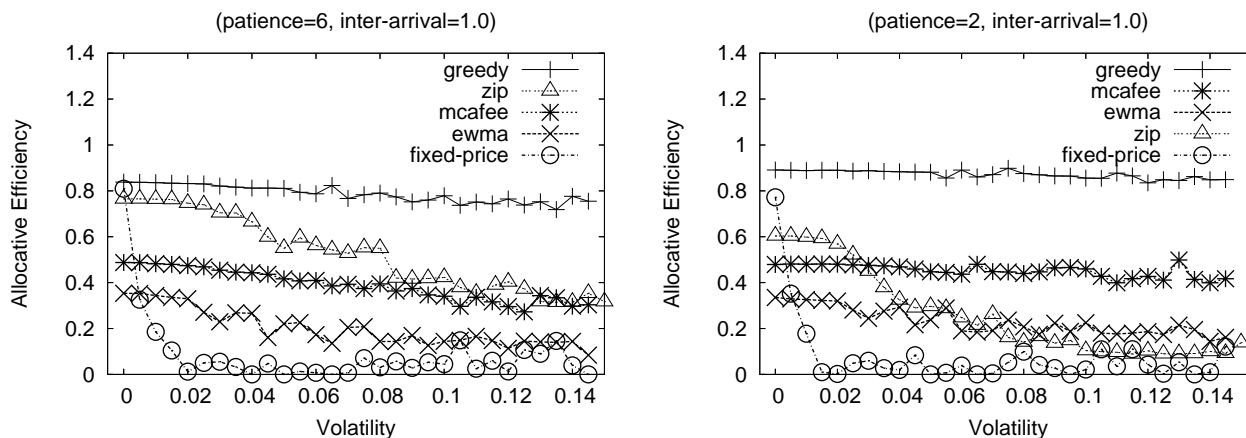 (patience=6, inter-arrival=1.0)
Allocative Efficiency
1.4
1.2
1
0.8
0.6
0.4
0.2
0
greedy
zip
mcafee
ewma
fixed-price
0 0.02 0.04 0.06 0.08 0.1 0.12 0.14
Volatility
(patience=2, inter-arrival=1.0)
Allocative Efficiency
1.4
1.2
1
0.8
0.6
0.4
0.2
0
greedy
mcafee
ewma
zip
fixed-price
0 0.02 0.04 0.06 0.08 0.1 0.12 0.14
Volatility